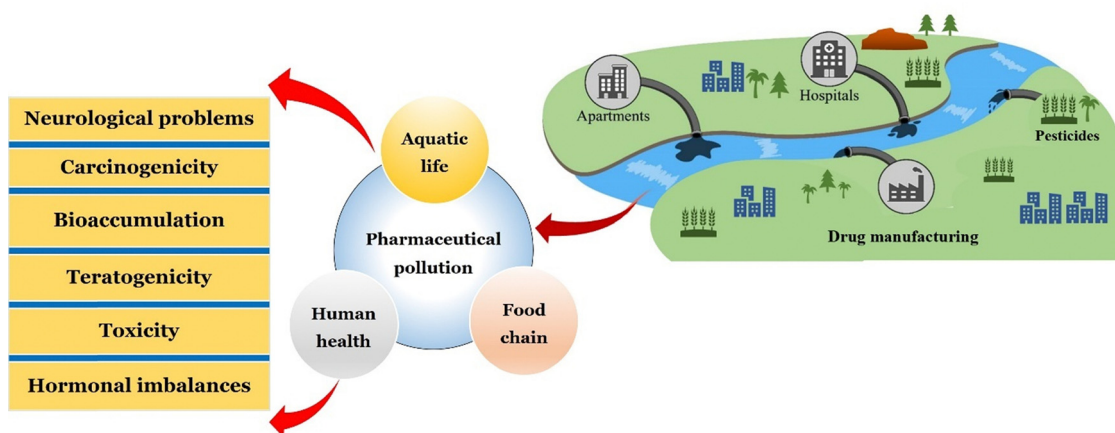 Neurological problems
Carcinogenicity
Bioaccumulation
Teratogenicity
Toxicity
Hormonal imbalances
Aquatic
life
Pharmaceutical
pollution
Human
health
Food
chain
Apartments
Hospitals
Pesticides
Drug manufacturing